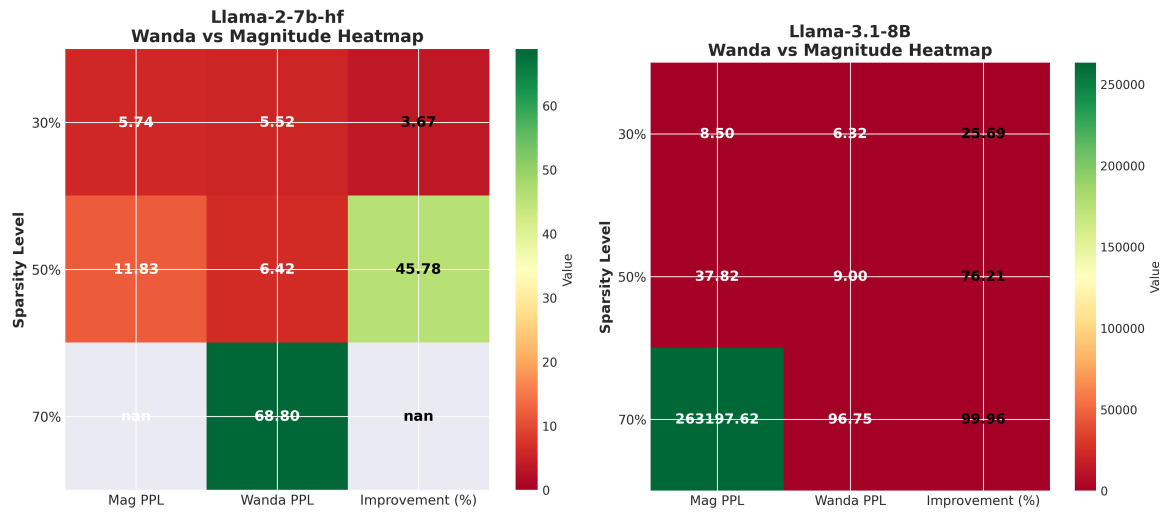 Llama-2-7b-hf
Wanda vs Magnitude Heatmap
Sparsity Level
30%
5.74
5.52
3.67
50%
11.83
6.42
45.78
70%
nan
68.80
nan
Mag PPL
Wanda PPL
Improvement (%)
60
50
40
30
20
10
0
Value
Llama-3.1-8B
Wanda vs Magnitude Heatmap
Sparsity Level
30%
8.50
6.32
25.69
50%
37.82
9.00
76.21
70%
263197.62
96.75
99.96
Mag PPL
Wanda PPL
Improvement (%)
250000
200000
150000
100000
50000
0
Value